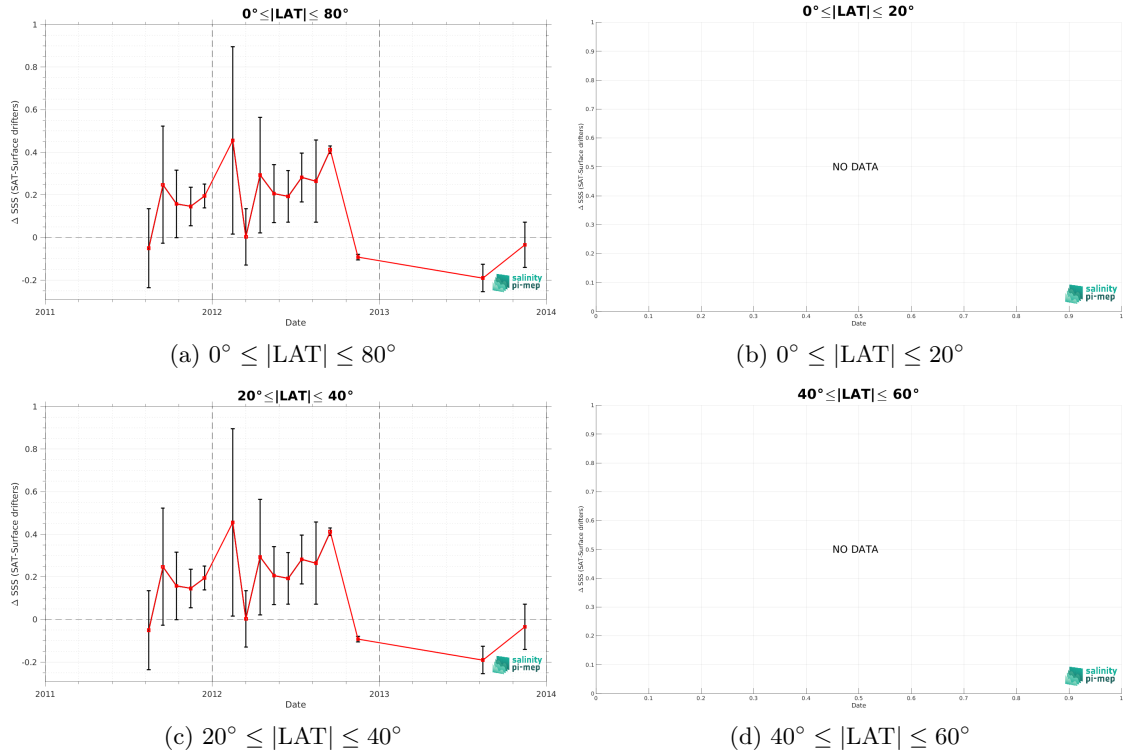 0°≤|LAT|≤ 80°
Δ SSS (SAT-Surface drifters)
1
0.8
0.6
0.4
0.2
0
-0.2
2011
2012
2013
2014
Date
salinity
pi-mep
(a) 0° ≤ |LAT| ≤ 80°
0°≤|LAT|≤ 20°
Δ SSS (SAT-Surface drifters)
1
0.9
0.8
0.7
0.6
0.5
0.4
0.3
0.2
0.1
0
NO DATA
0 0.1 0.2 0.3 0.4 0.5 0.6 0.7 0.8 0.9 1
Date
salinity
pi-mep
(b) 0° ≤ |LAT| ≤ 20°
20°≤|LAT|≤ 40°
Δ SSS (SAT-Surface drifters)
1
0.8
0.6
0.4
0.2
0
-0.2
2011
2012
2013
2014
Date
salinity
pi-mep
(c) 20° ≤ |LAT| ≤ 40°
40°≤|LAT|≤ 60°
Δ SSS (SAT-Surface drifters)
1
0.9
0.8
0.7
0.6
0.5
0.4
0.3
0.2
0.1
0
NO DATA
0 0.1 0.2 0.3 0.4 0.5 0.6 0.7 0.8 0.9 1
Date
salinity
pi-mep
(d) 40° ≤ |LAT| ≤ 60°